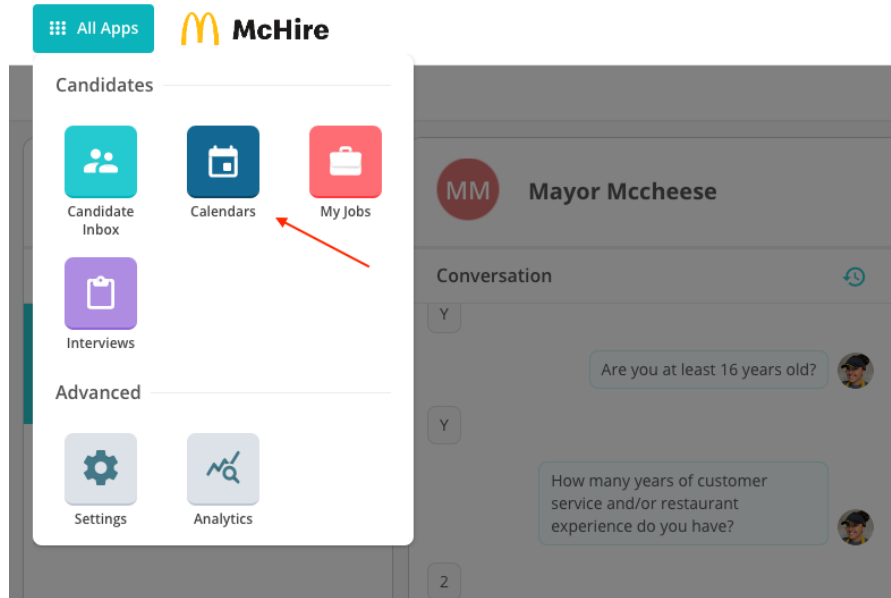 All Apps
McHire
Candidates
Candidate
Inbox
Calendars
My Jobs
Interviews
Advanced
Settings
Analytics
MM
Mayor Mccheese
Conversation
Y
Are you at least 16 years old?
Y
How many years of customer
service and/or restaurant
experience do you have?
2